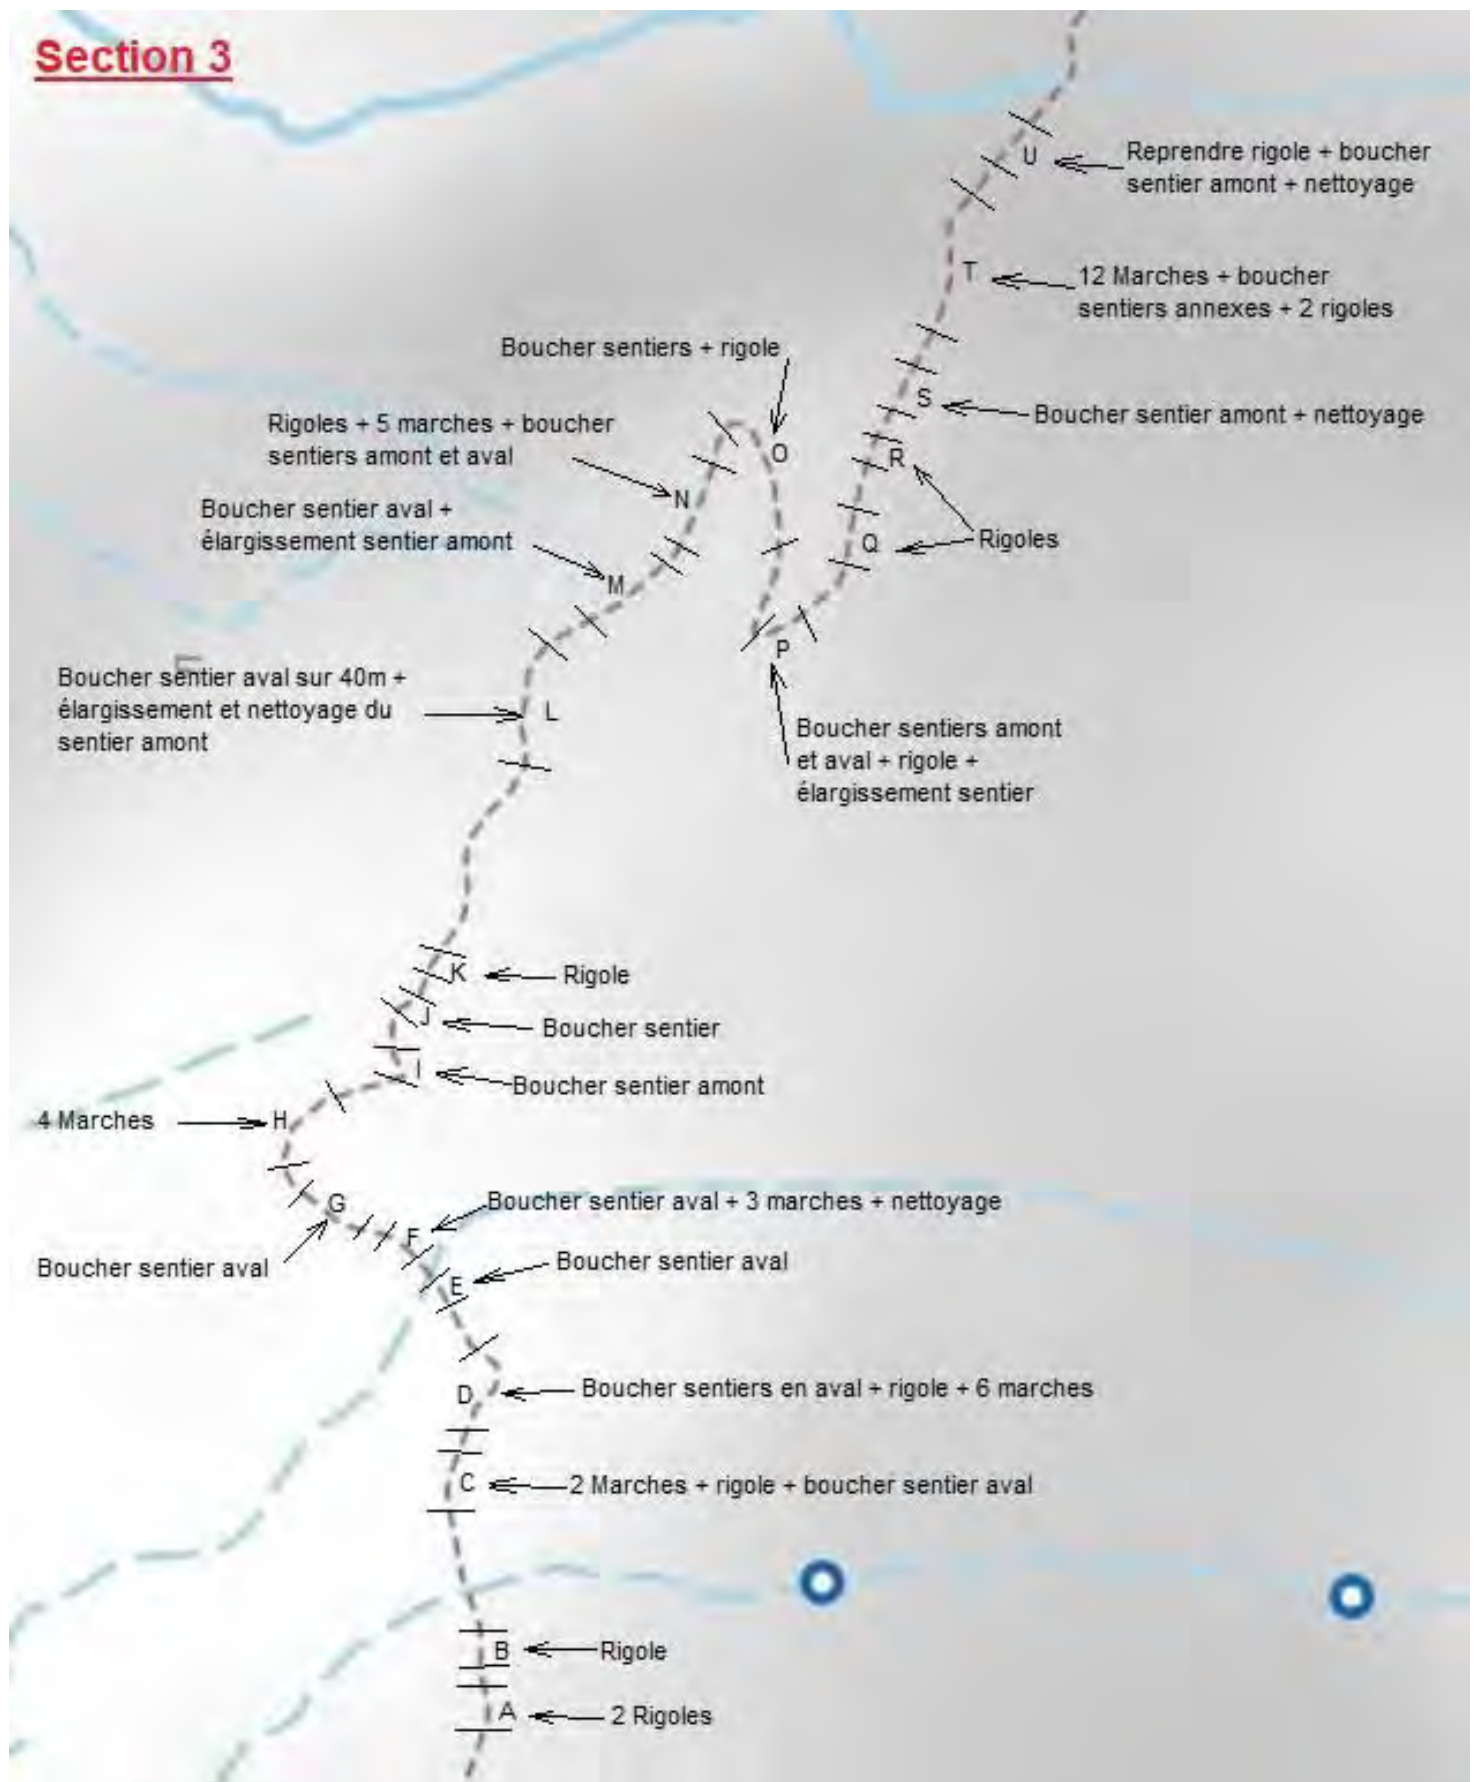 Section 3
U
Reprendre rigole + boucher
sentier amont + nettoyage
T
12 Marches + boucher
sentiers annexes + 2 rigoles
Boucher sentiers + rigole
O
S
Boucher sentier amont + nettoyage
Rigoles + 5 marches + boucher
sentiers amont et aval
N
R
Boucher sentier aval +
élargissement sentier amont
M
Q
Rigoles
P
Boucher sentier aval sur 40m +
élargissement et nettoyage du
sentier amont
L
Boucher sentiers amont
et aval + rigole +
élargissement sentier
K
Rigole
J
Boucher sentier
I
Boucher sentier amont
4 Marches
H
G
Boucher sentier aval + 3 marches + nettoyage
F
Boucher sentier aval
Boucher sentier aval
E
D
Boucher sentiers en aval + rigole + 6 marches
C
2 Marches + rigole + boucher sentier aval
B
Rigole
A
2 Rigoles